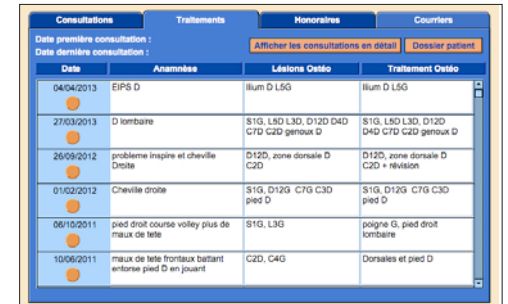 Consultations Traitements Honoraires Courriers
Date première consultation :
Date dernière consultation :
Afficher les consultations en détail Dossier patient
Date Anamnèse Lésions Ostéo Traitement Ostéo
04/04/2013 EIPS D Ilium D L5G Ilium D L5G
27/03/2013 D lombaire S1G, L5D L3D, D12D D4D S1G, L5D L3D, D12D
C7D C2D genoux D D4D C7D C2D genoux D
26/09/2012 probleme inspire et cheville D12D, zone dorsale D D12D, zone dorsale D
Droite C2D C2D + révision
01/02/2012 Cheville droite S1G, D12G C7G C3D S1G, D12G C7G C3D
pied D pied D
06/10/2011 pied droit course volley plus de S1G, L3G poigne G, pied droit
maux de tete lombaire
10/06/2011 maux de tete frontaux battant C2D, C4G Dorsales et pied D
entorse pied D en jouant